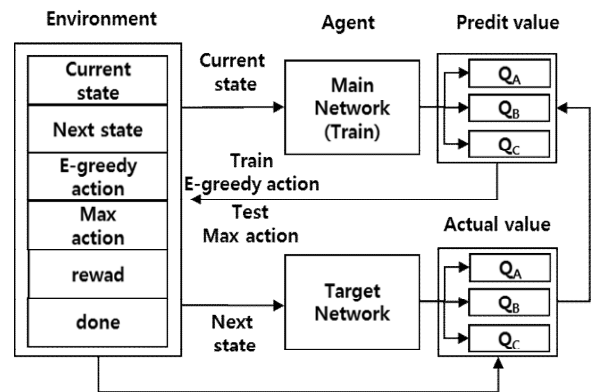 Environment
Agent
Predit value
Current
state
Next state
E-greedy
action
Max
action
rewad
done
Current
state
Main
Network
(Train)
QA
QB
QC
Train
E-greedy action
Test
Max action
Actual value
Next
state
Target
Network
QA
QB
QC